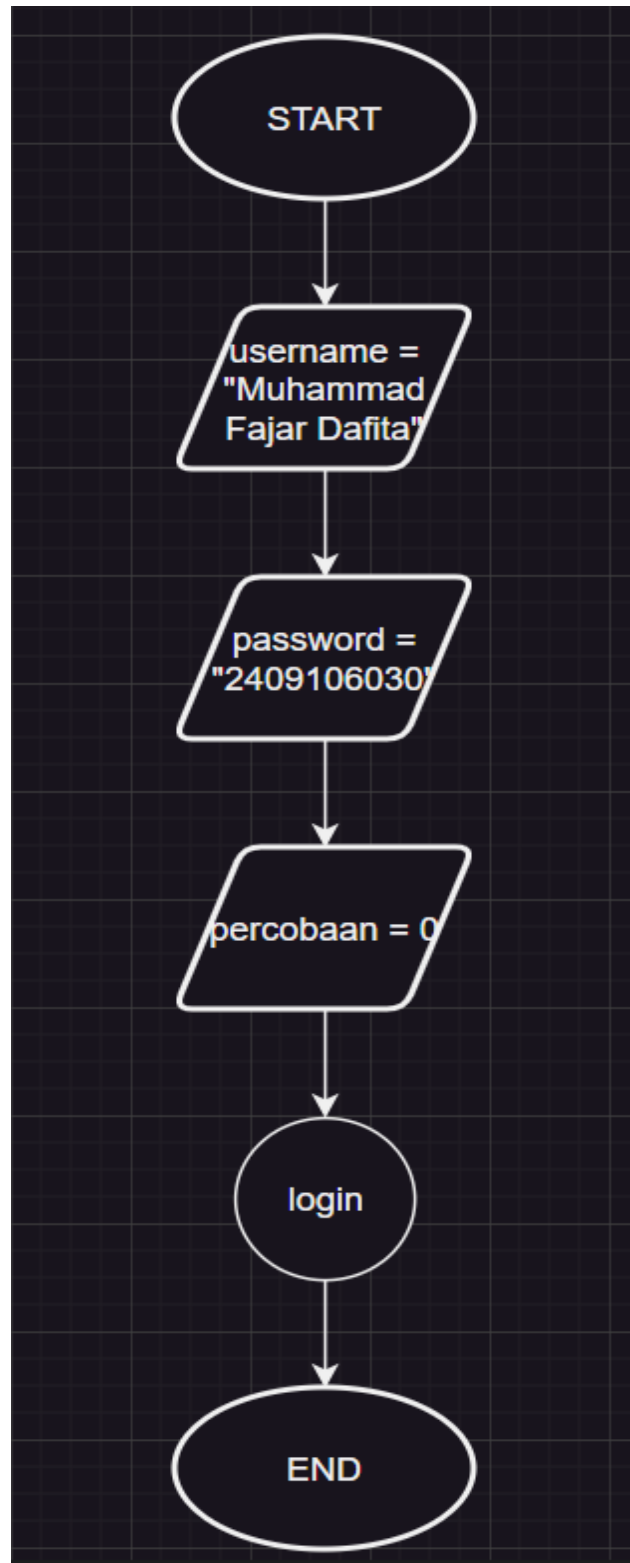 START
username =
"Muhammad
Fajar Dafita"
password =
"2409106030"
percobaan = 0
login
END